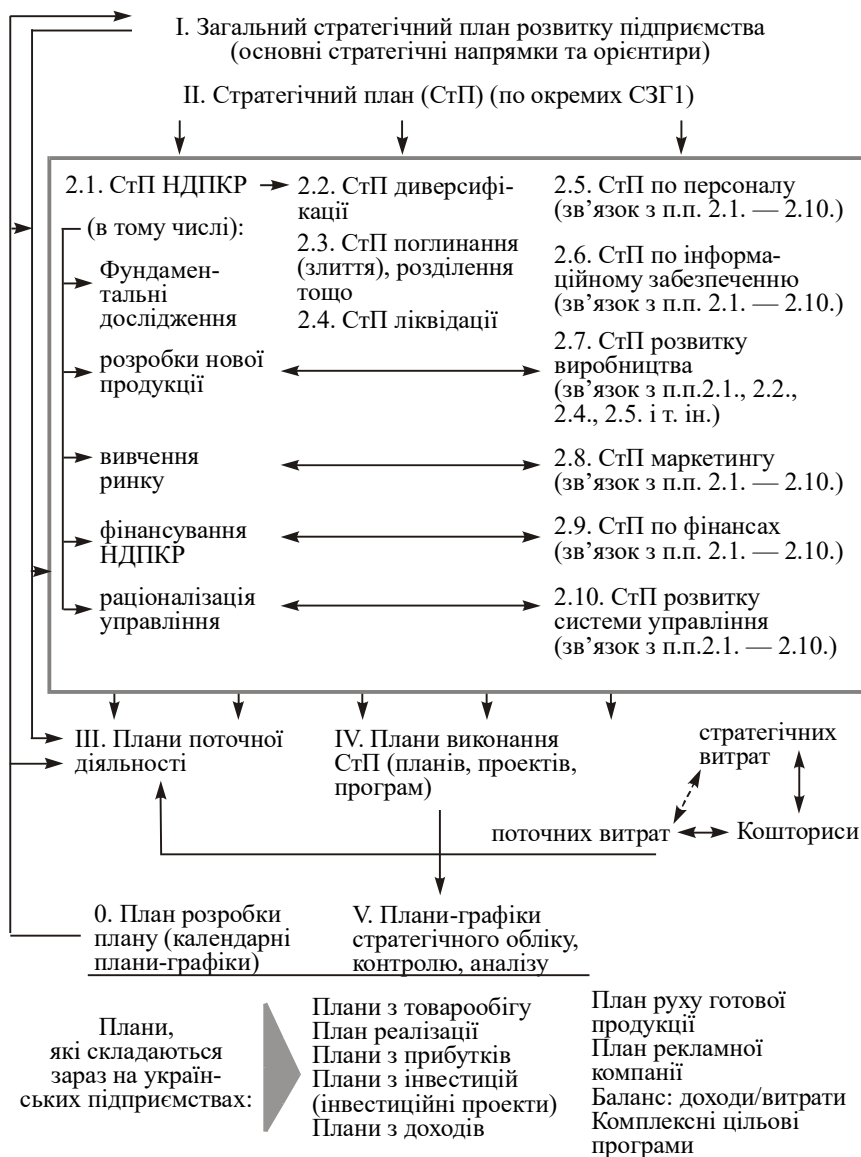 I. Загальний стратегічний план розвитку підприємства
(основні стратегічні напрямки та орієнтири)
II. Стратегічний план (СтП) (по окремих СЗГ1)
2.1. СтП НДПКР
(в тому числі):
Фундамен-
тальні
дослідження
розробки нової
продукції
вивчення
ринку
фінансування
НДПКР
раціоналізація
управління
2.2. СтП диверсифі-
кації
2.3. СтП поглинання
(злиття), розділення
тощо
2.4. СтП ліквідації
2.5. СтП по персоналу
(зв’язок з п.п. 2.1. — 2.10.)
2.6. СтП по інформа-
ційному забезпеченню
(зв’язок з п.п. 2.1. — 2.10.)
2.7. СтП розвитку
виробництва
(зв’язок з п.п.2.1., 2.2.,
2.4., 2.5. і т. ін.)
2.8. СтП маркетингу
(зв’язок з п.п. 2.1. — 2.10.)
2.9. СтП по фінансах
(зв’язок з п.п. 2.1. — 2.10.)
2.10. СтП розвитку
системи управління
(зв’язок з п.п.2.1. — 2.10.)
III. Плани поточної
діяльності
IV. Плани виконання
СтП (планів, проектів,
програм)
стратегічних
витрат
поточних витрат
Кошториси
0. План розробки
плану (календарні
плани-графіки)
V. Плани-графіки
стратегічного обліку,
контролю, аналізу
Плани,
які складаються
зараз на україн-
ських підприємствах:
Плани з товарообігу
План реалізації
Плани з прибутків
Плани з інвестицій
(інвестиційні проекти)
Плани з доходів
План руху готової
продукції
План рекламної
компанії
Баланс: доходи/витрати
Комплексні цільові
програми